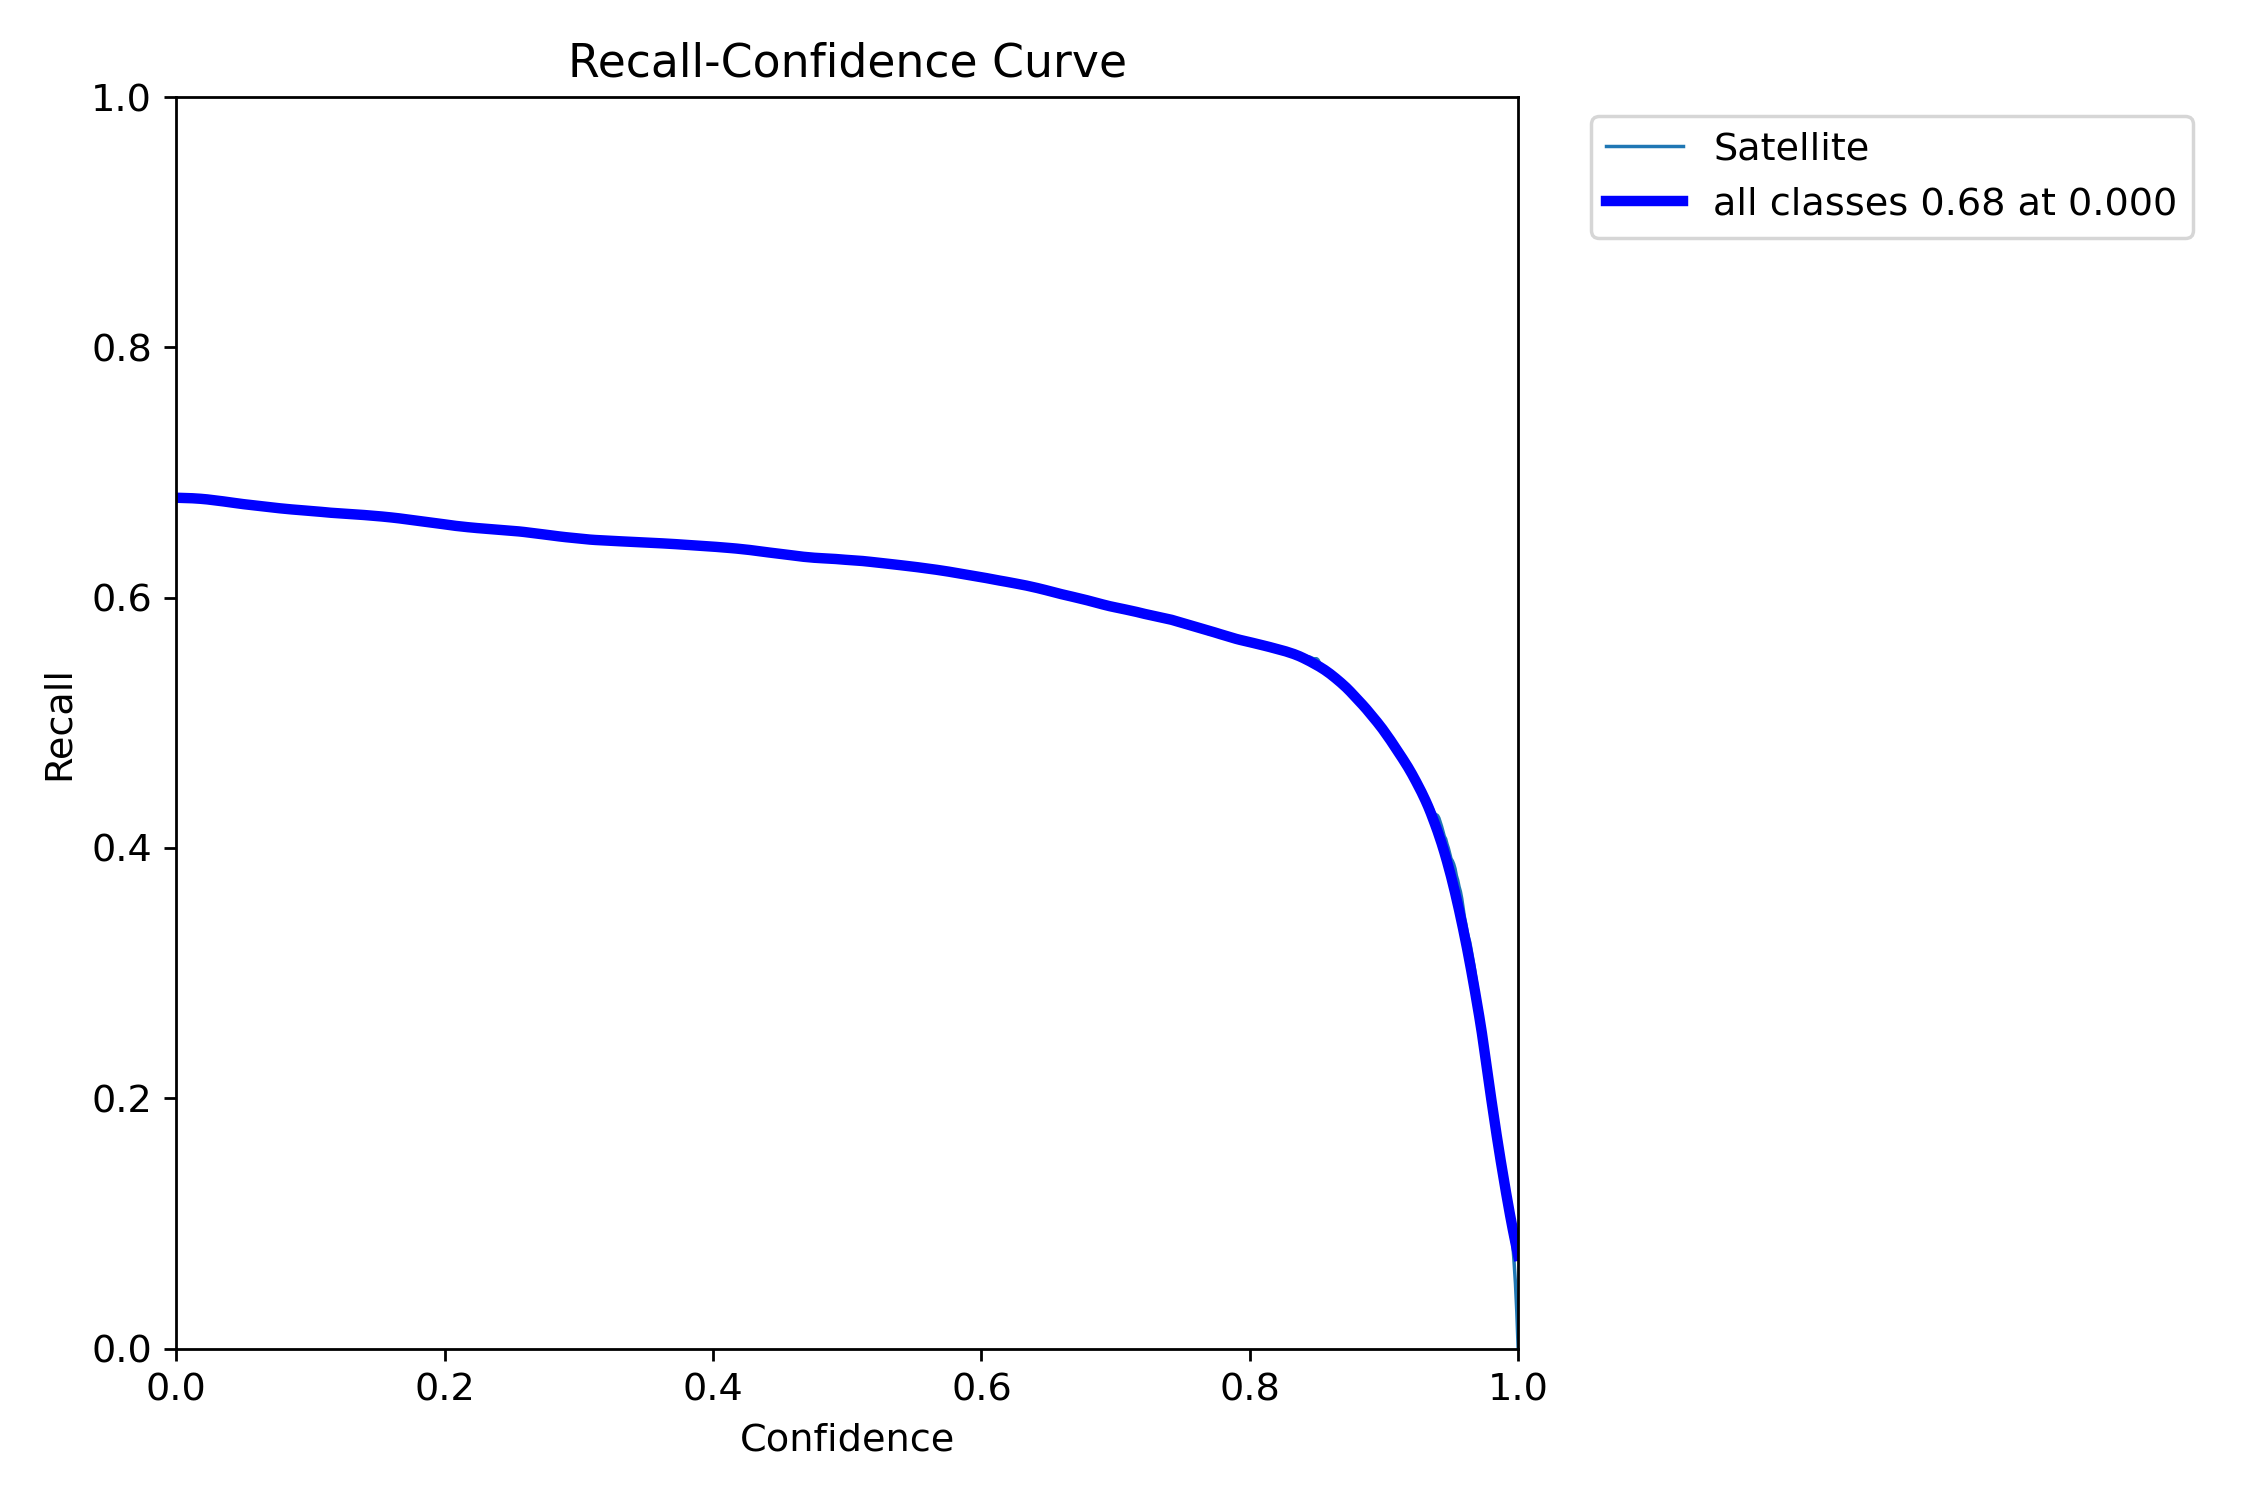 Recall-Confidence Curve
1.0
0.8
0.6
0.4
0.2
0.0
Recall
0.0 0.2 0.4 0.6 0.8 1.0
Confidence
Satellite
all classes 0.68 at 0.000